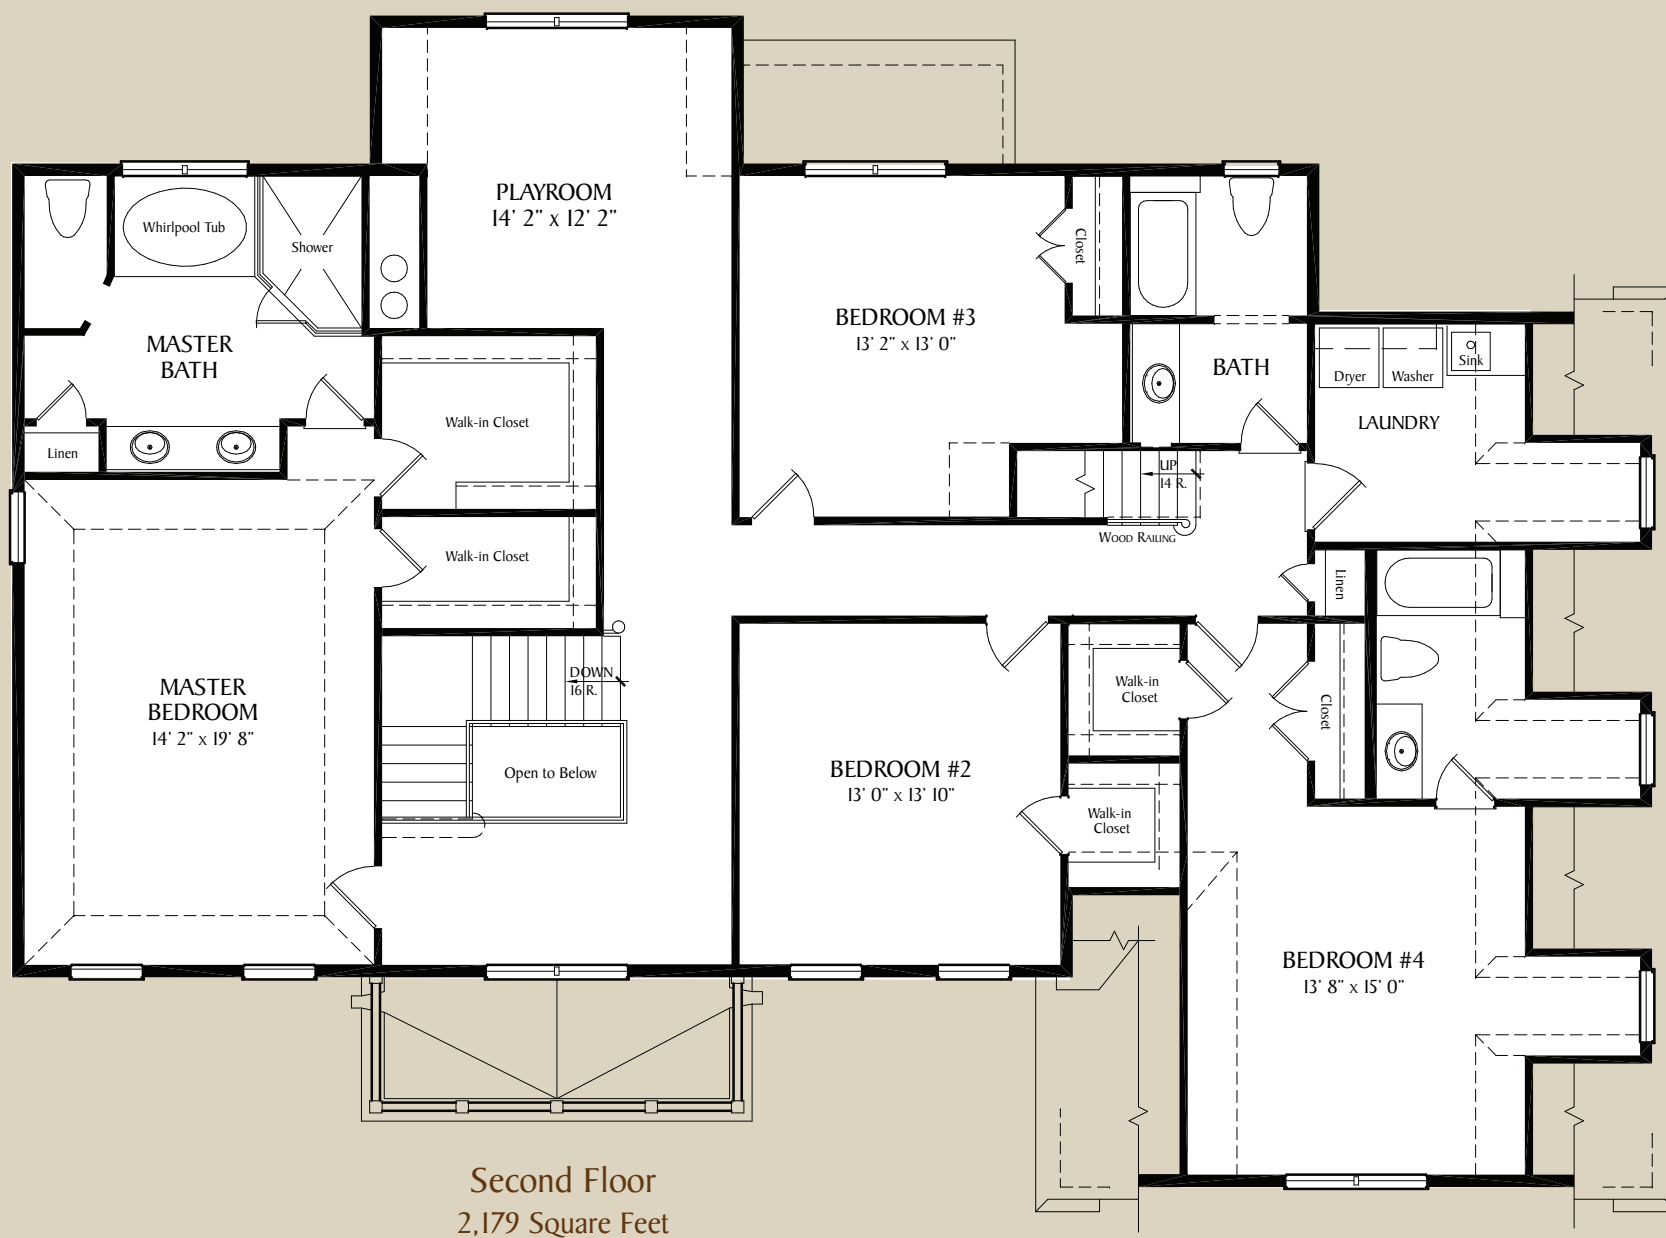 PLAYROOM
14' 2" x 12' 2"
Whirlpool Tub
Shower
MASTER
BATH
Linen
Walk-in Closet
Walk-in Closet
MASTER
BEDROOM
14' 2" x 19' 8"
DOWN
16 R.
Open to Below
BEDROOM #3
13' 2" x 13' 0"
Closet
BATH
Dryer
Washer
Sink
LAUNDRY
UP
14 R.
WOOD RAILING
Linen
BEDROOM #2
13' 0" x 13' 10"
Walk-in
Closet
Walk-in
Closet
Closet
BEDROOM #4
13' 8" x 15' 0"
Second Floor
2,179 Square Feet